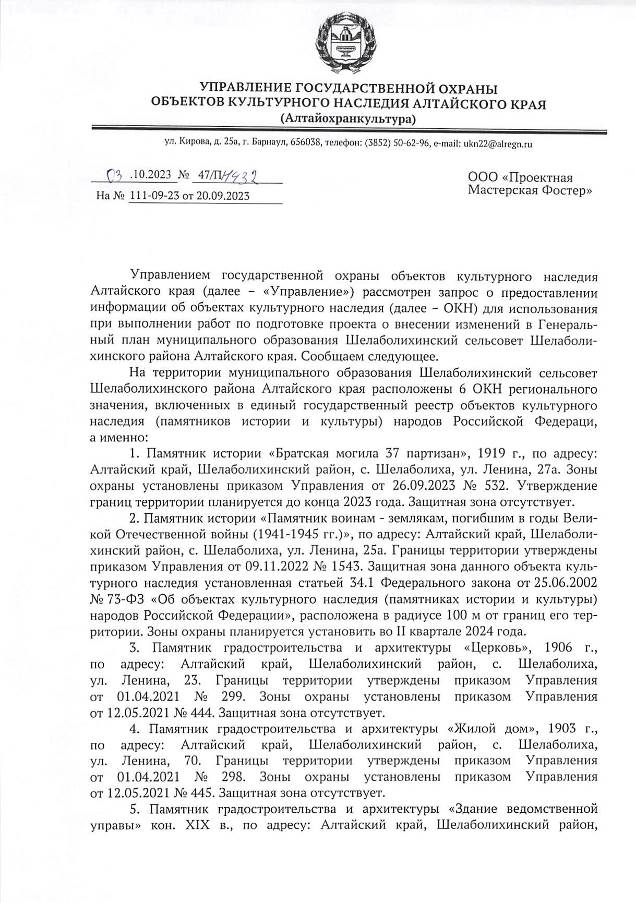 УПРАВЛЕНИЕ ГОСУДАРСТВЕННОЙ ОХРАНЫ
ОБЪЕКТОВ КУЛЬТУРНОГО НАСЛЕДИЯ АЛТАЙСКОГО КРАЯ
(Алтайохранкультура)
ул. Кирова, д. 25а, г. Барнаул, 656038, телефон: (3852) 50-62-96, e-mail: ukn22@alregn.ru
03 .10.2023 № 47/П/4432
На № 111-09-23 от 20.09.2023
ООО «Проектная
Мастерская Фостер»
Управлением государственной охраны объектов культурного наследия
Алтайского края (далее – «Управление») рассмотрен запрос о предоставлении
информации об объектах культурного наследия (далее – ОКН) для использования
при выполнении работ по подготовке проекта о внесении изменений в Генераль-
ный план муниципального образования Шелаболихинский сельсовет Шелаболи-
хинского района Алтайского края. Сообщаем следующее.
На территории муниципального образования Шелаболихинский сельсовет
Шелаболихинского района Алтайского края расположены 6 ОКН регионального
значения, включенных в единый государственный реестр объектов культурного
наследия (памятников истории и культуры) народов Российской Федераци,
а именно:
1. Памятник истории «Братская могила 37 партизан», 1919 г., по адресу:
Алтайский край, Шелаболихинский район, с. Шелаболиха, ул. Ленина, 27а. Зоны
охраны установлены приказом Управления от 26.09.2023 № 532. Утверждение
границ территории планируется до конца 2023 года. Защитная зона отсутствует.
2. Памятник истории «Памятник воинам - землякам, погибшим в годы Вели-
кой Отечественной войны (1941-1945 гг.)», по адресу: Алтайский край, Шелаболи-
хинский район, с. Шелаболиха, ул. Ленина, 25а. Границы территории утверждены
приказом Управления от 09.11.2022 № 1543. Защитная зона данного объекта куль-
турного наследия установленная статьей 34.1 Федерального закона от 25.06.2002
№ 73-ФЗ «Об объектах культурного наследия (памятниках истории и культуры)
народов Российской Федерации», расположена в радиусе 100 м от границ его тер-
ритории. Зоны охраны планируется установить во II квартале 2024 года.
3. Памятник градостроительства и архитектуры «Церковь», 1906 г.,
по адресу: Алтайский край, Шелаболихинский район, с. Шелаболиха,
ул. Ленина, 23. Границы территории утверждены приказом Управления
от 01.04.2021 № 299. Зоны охраны установлены приказом Управления
от 12.05.2021 № 444. Защитная зона отсутствует.
4. Памятник градостроительства и архитектуры «Жилой дом», 1903 г.,
по адресу: Алтайский край, Шелаболихинский район, с. Шелаболиха,
ул. Ленина, 70. Границы территории утверждены приказом Управления
от 01.04.2021 № 298. Зоны охраны установлены приказом Управления
от 12.05.2021 № 445. Защитная зона отсутствует.
5. Памятник градостроительства и архитектуры «Здание ведомственной
управы» кон. XIX в., по адресу: Алтайский край, Шелаболихинский район,